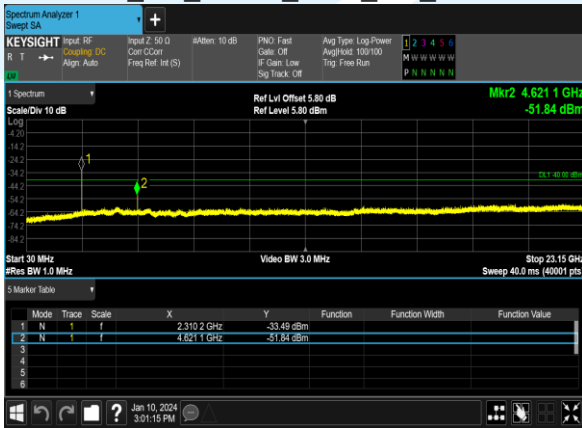 Spectrum Analyzer 1
Swept SA
+
KEYSIGHT Input: RF Input Z: 50 Ω #Atten: 10 dB PNO: Fast Avg Type: Log-Power 1 2 3 4 5 6
R T Coupling: DC Corr CCorr Gate: Off Avg|Hold: 100/100 M W W W W W
Align: Auto Freq Ref: Int (S) IF Gain: Low Trig: Free Run
Sig Track: Off P N N N N N
1 Spectrum Ref Lvl Offset 5.80 dB Mkr2 4.621 1 GHz
Scale/Div 10 dB Ref Level 5.80 dBm -51.84 dBm
Log
-4.20
-14.2
-24.2 1
-34.2 DL1 -40.00 dBm
-44.2 2
-54.2
-64.2
-74.2
-84.2
Start 30 MHz Video BW 3.0 MHz Stop 23.15 GHz
#Res BW 1.0 MHz Sweep 40.0 ms (40001 pts)
5 Marker Table
Mode Trace Scale X Y Function Function Width Function Value
1 N 1 f 2.310 2 GHz -33.49 dBm
2 N 1 f 4.621 1 GHz -51.84 dBm
3
4
5
6
? Jan 10, 2024
3:01:15 PM